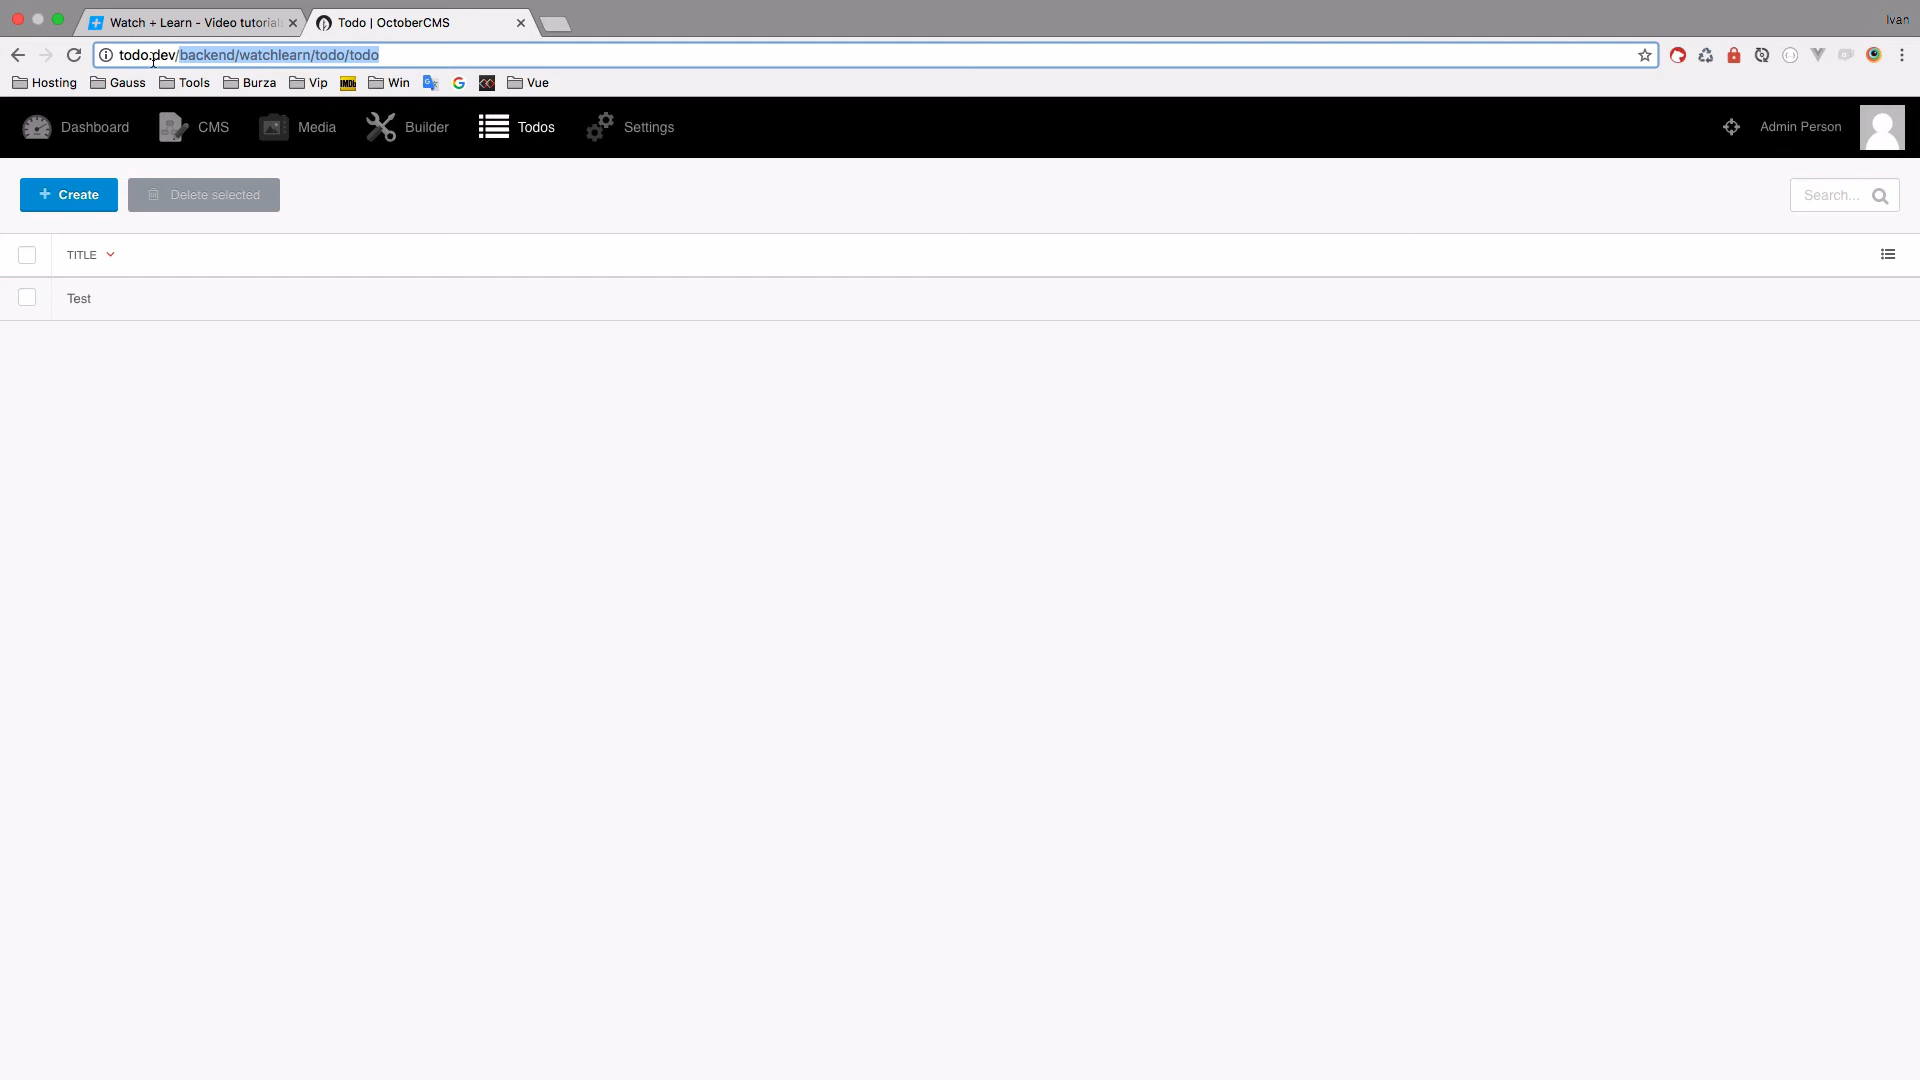 Watch + Learn - Video tutorial
Todo | OctoberCMS
Ivan
todo.dev/backend/watchlearn/todo/todo
Hosting Gauss Tools Burza Vip IMDb Win Vue
Dashboard CMS Media Builder Todos Settings Admin Person
+ Create Delete selected Search...
TITLE
Test